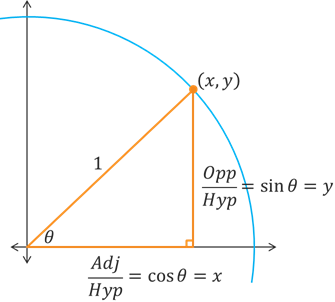 (x, y)
1
Opp/Hyp = sin θ = y
θ
Adj/Hyp = cos θ = x